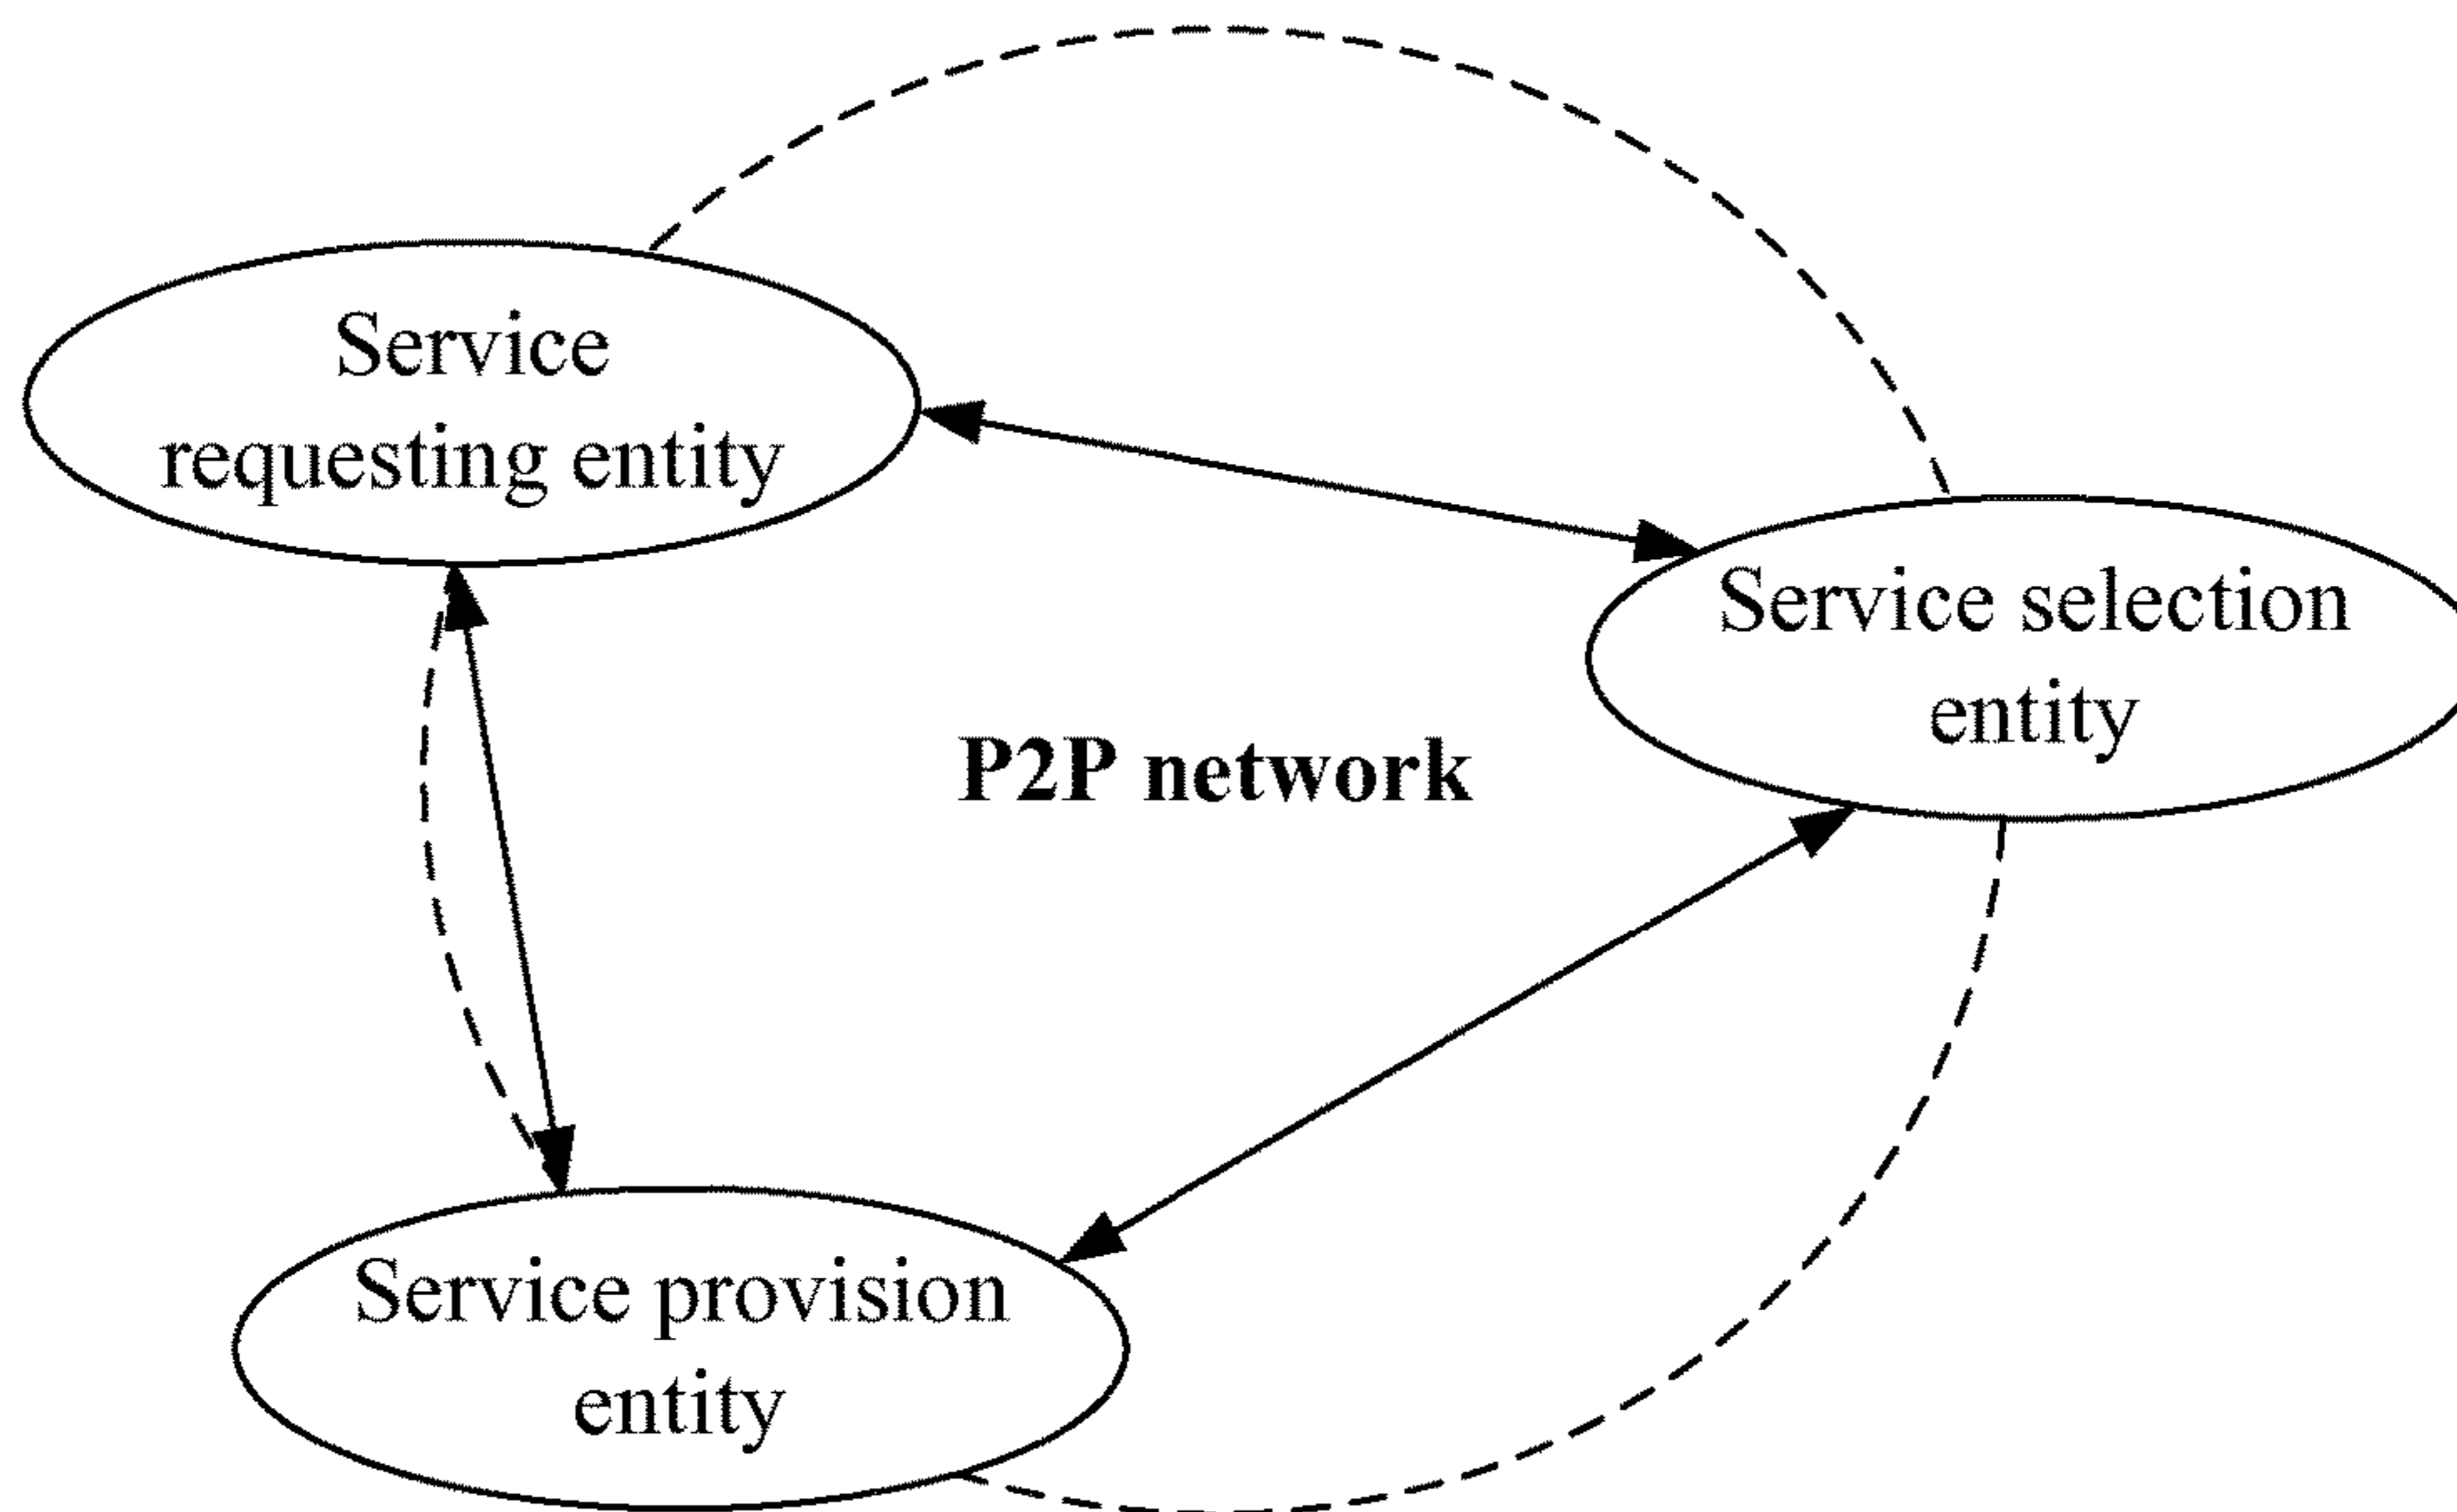 Service
requesting entity
Service selection
entity
P2P network
Service provision
entity